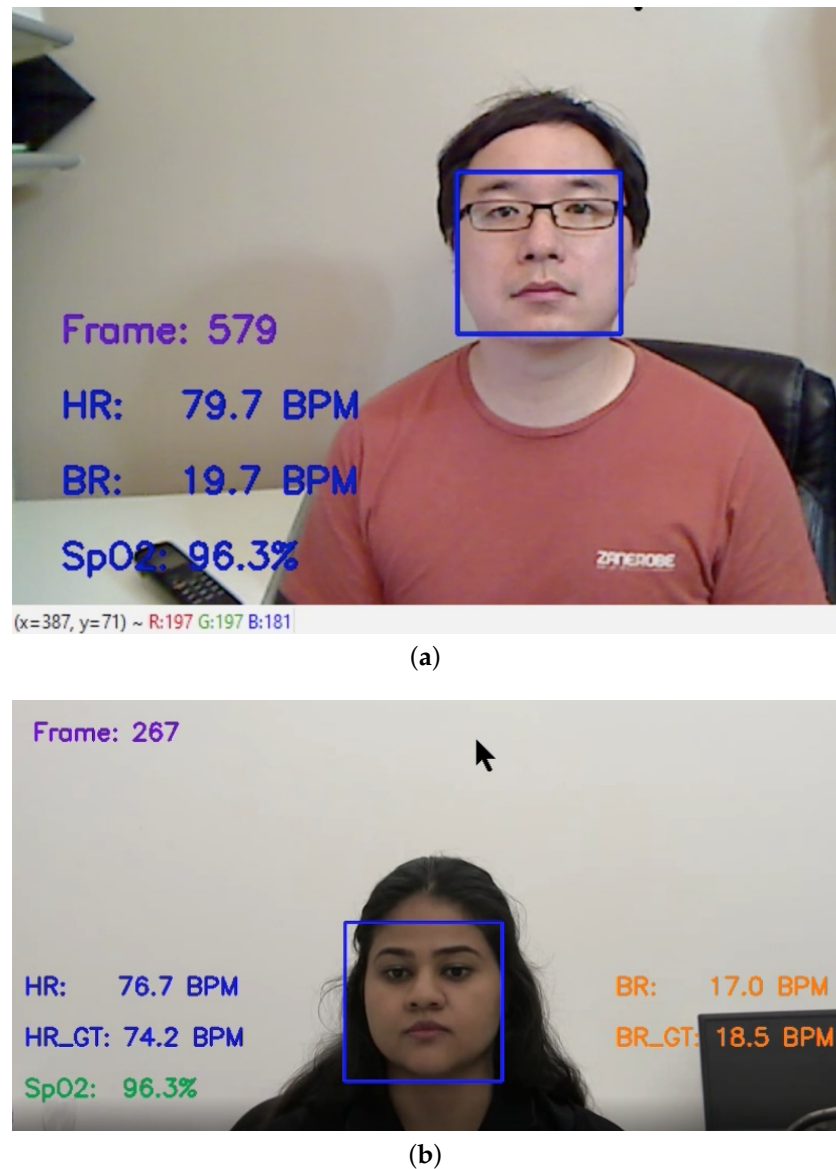 Frame: 579
HR: 79.7 BPM
BR: 19.7 BPM
SpO2: 96.3%
ZANEROBE
(x=387, y=71) ~ R:197 G:197 B:181
(a)
Frame: 267
HR: 76.7 BPM
BR: 17.0 BPM
HR_GT: 74.2 BPM
BR_GT: 18.5 BPM
SpO2: 96.3%
(b)